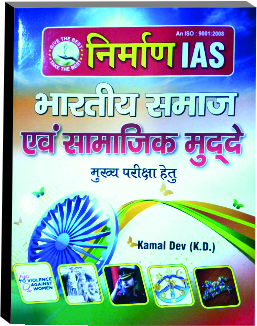 An ISO : 9001:2008
निर्माण IAS
भारतीय समाज
एवं सामाजिक मुद्दे
मुख्य परीक्षा हेतु
Kamal Dev (K.D.)
VIOLENCE
AGAINST
WOMEN